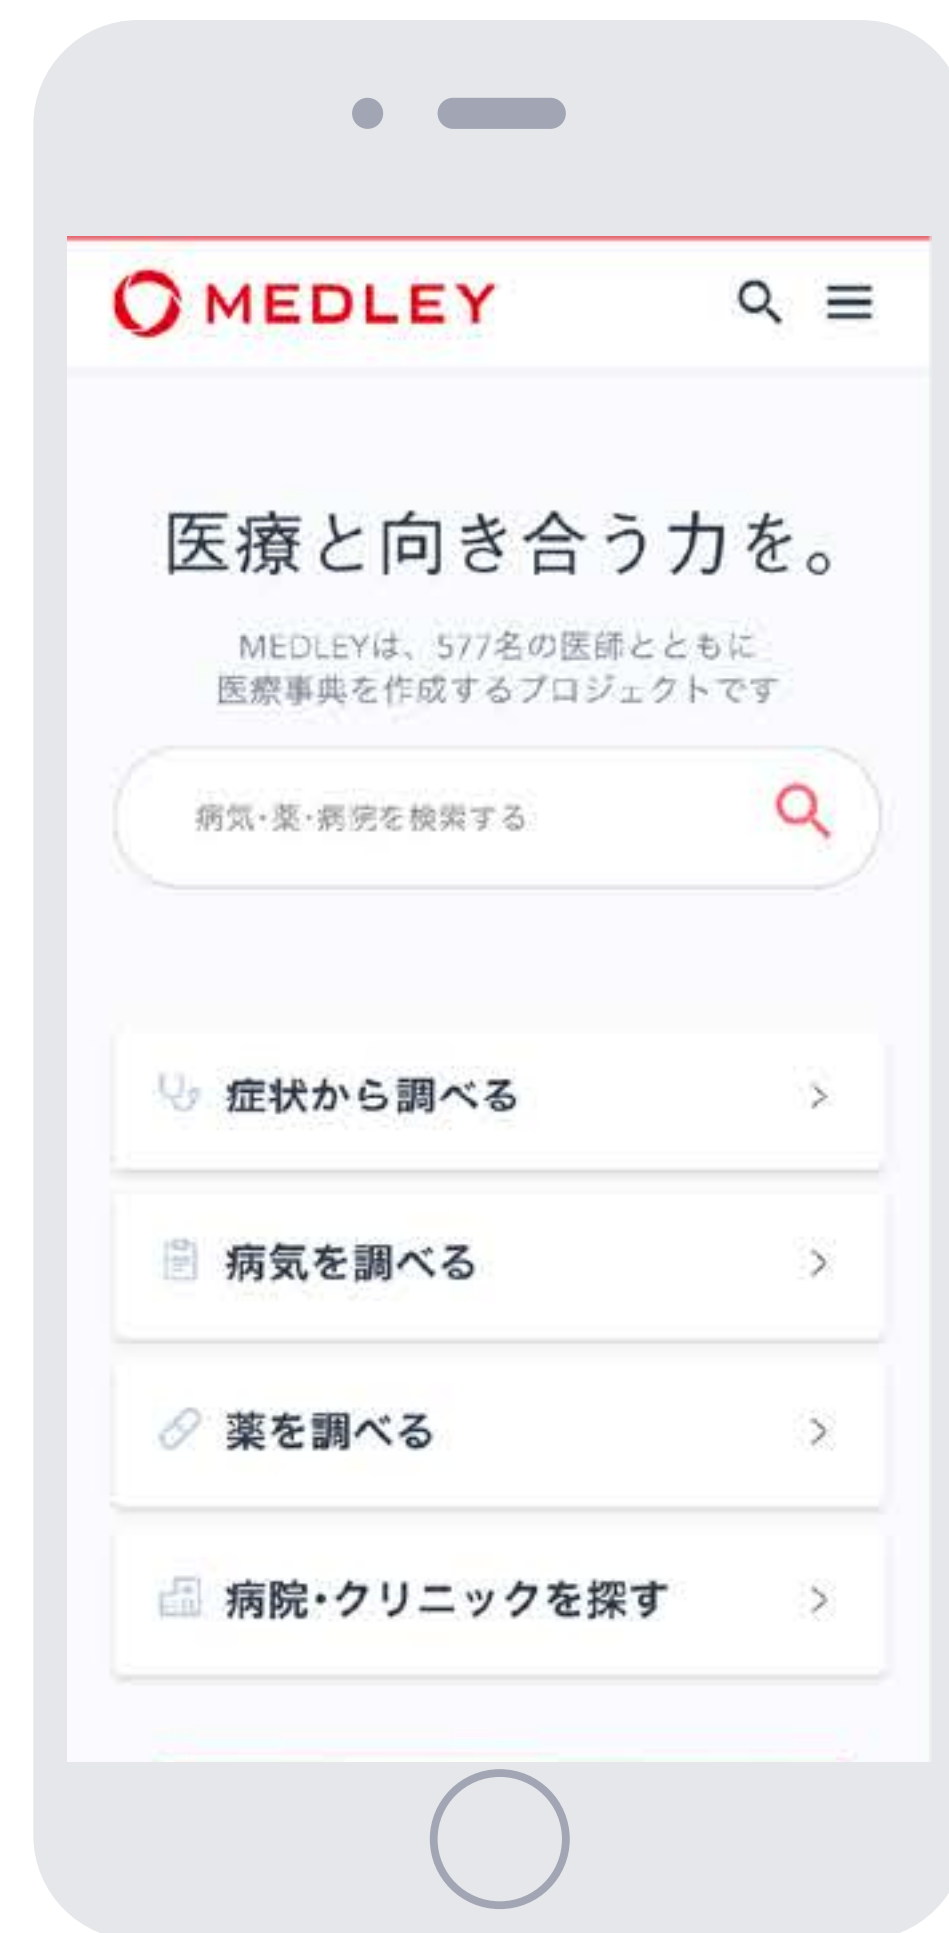 MEDLEY
医療と向き合う力を。
MEDLEYは、577名の医師とともに
医療事典を作成するプロジェクトです
病気・薬・病院を検索する
症状から調べる
病気を調べる
薬を調べる
病院・クリニックを探す